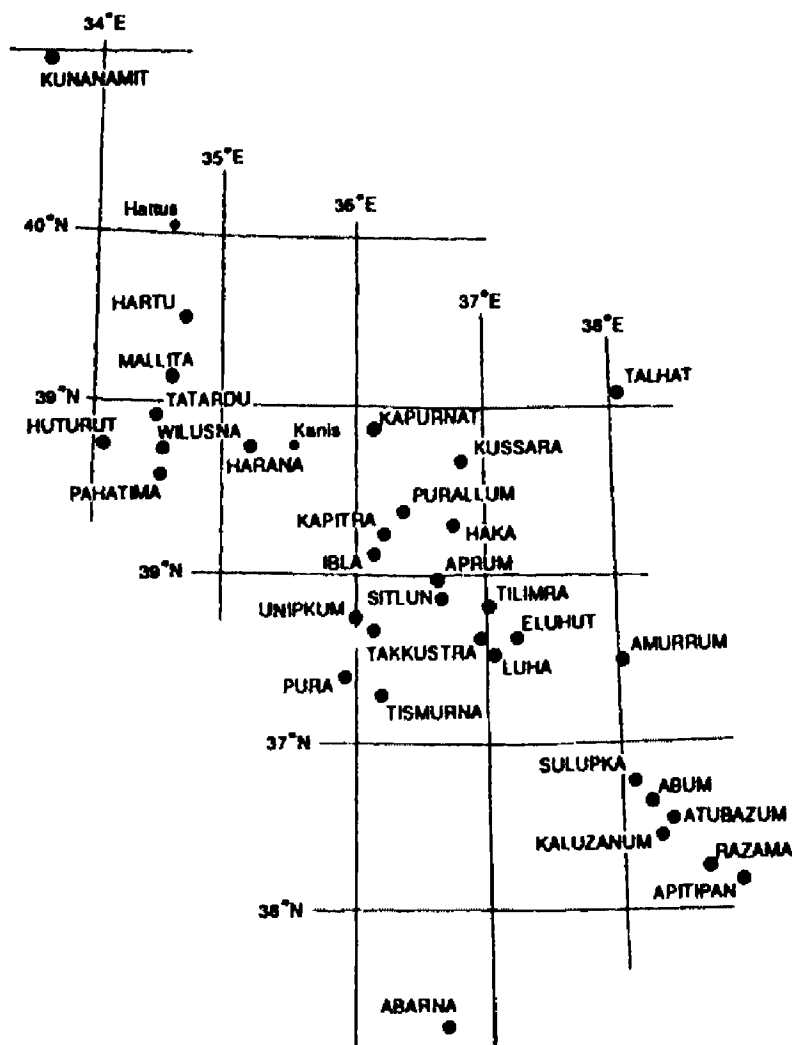 34°E
KUNANAMIT
35°E
Hattus
36°E
40°N
HARTU
37°E
38°E
MALLITA
TALHAT
39°N
TATARDU
HUTURUT
WILUSNA
Kanis
KAPURNAT
HARANA
KUSSARA
PAHATIMA
PURALLUM
KAPITRA
HAKA
IBLA
APRUM
39°N
SITLUN
TILIMRA
UNIPKUM
ELUHUT
TAKKUSTRA
AMURRUM
LUHA
PURA
TISMURNA
37°N
SULUPKA
ABUM
ATUBAZUM
KALUZANUM
RAZAMA
APITIPAN
38°N
ABARNA